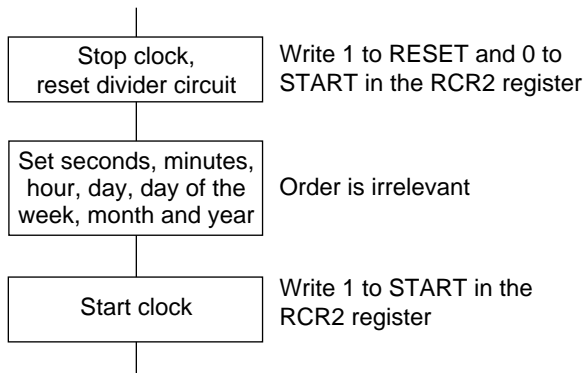 Stop clock,
reset divider circuit
Write 1 to RESET and 0 to
START in the RCR2 register
Set seconds, minutes,
hour, day, day of the
week, month and year
Order is irrelevant
Start clock
Write 1 to START in the
RCR2 register